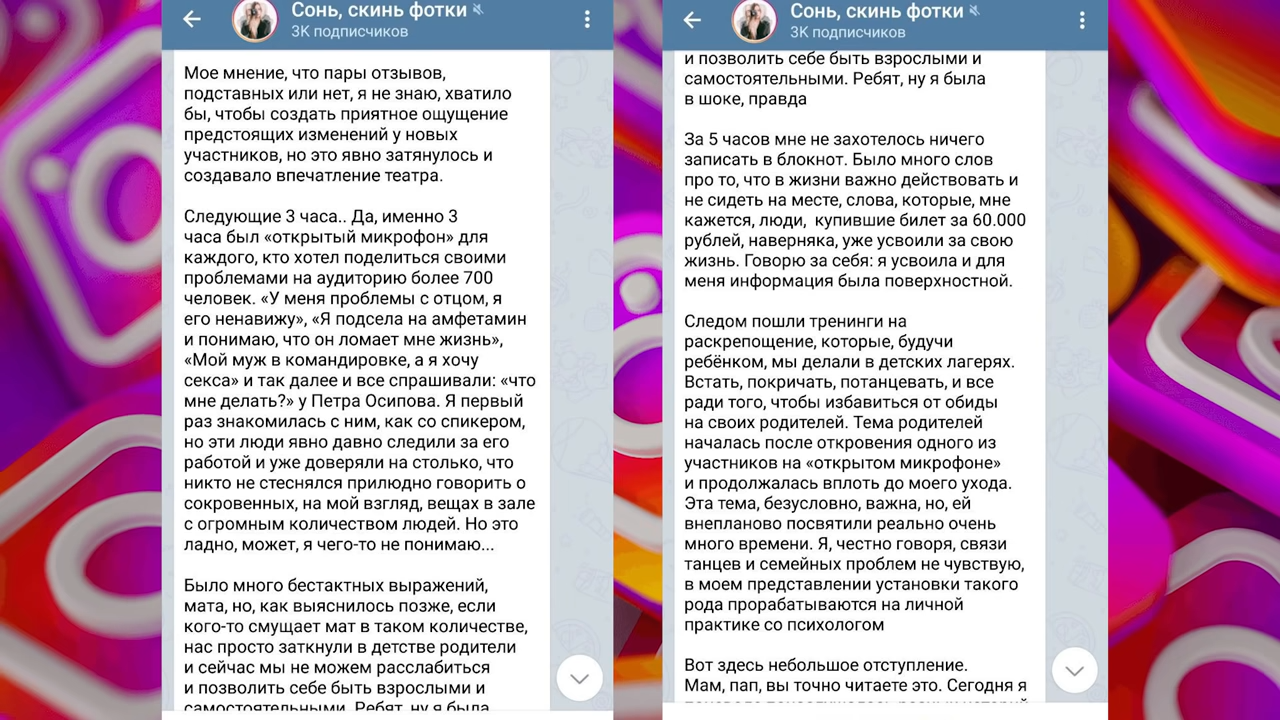 Сонь, скинь фотки
3K подписчиков
Мое мнение, что пары отзывов,
подставных или нет, я не знаю, хватило
бы, чтобы создать приятное ощущение
предстоящих изменений у новых
участников, но это явно затянулось и
создавало впечатление театра.
Следующие 3 часа.. Да, именно 3
часа был «открытый микрофон» для
каждого, кто хотел поделиться своими
проблемами на аудиторию более 700
человек. «У меня проблемы с отцом, я
его ненавижу», «Я подсела на амфетамин
и понимаю, что он ломает мне жизнь»,
«Мой муж в командировке, а я хочу
секса» и так далее и все спрашивали: «что
мне делать?» у Петра Осипова. Я первый
раз знакомилась с ним, как со спикером,
но эти люди явно давно следили за его
работой и уже доверяли на столько, что
никто не стеснялся прилюдно говорить о
сокровенных, на мой взгляд, вещах в зале
с огромным количеством людей. Но это
ладно, может, я чего-то не понимаю...
Было много бестактных выражений,
мата, но, как выяснилось позже, если
кого-то смущает мат в таком количестве,
нас просто заткнули в детстве родители
и сейчас мы не можем расслабиться
и позволить себе быть взрослыми и
самостоятельными. Ребят, ну я была
Сонь, скинь фотки
3K подписчиков
и позволить себе быть взрослыми и
самостоятельными. Ребят, ну я была
в шоке, правда
За 5 часов мне не захотелось ничего
записать в блокнот. Было много слов
про то, что в жизни важно действовать и
не сидеть на месте, слова, которые, мне
кажется, люди, купившие билет за 60.000
рублей, наверняка, уже усвоили за свою
жизнь. Говорю за себя: я усвоила и для
меня информация была поверхностной.
Следом пошли тренинги на
раскрепощение, которые, будучи
ребёнком, мы делали в детских лагерях.
Встать, покричать, потанцевать, и все
ради того, чтобы избавиться от обиды
на своих родителей. Тема родителей
началась после откровения одного из
участников на «открытом микрофоне»
и продолжалась вплоть до моего ухода.
Эта тема, безусловно, важна, но, ей
внепланово посвятили реально очень
много времени. Я, честно говоря, связи
танцев и семейных проблем не чувствую,
в моем представлении установки такого
рода прорабатываются на личной
практике со психологом
Вот здесь небольшое отступление.
Мам, пап, вы точно читаете это. Сегодня я